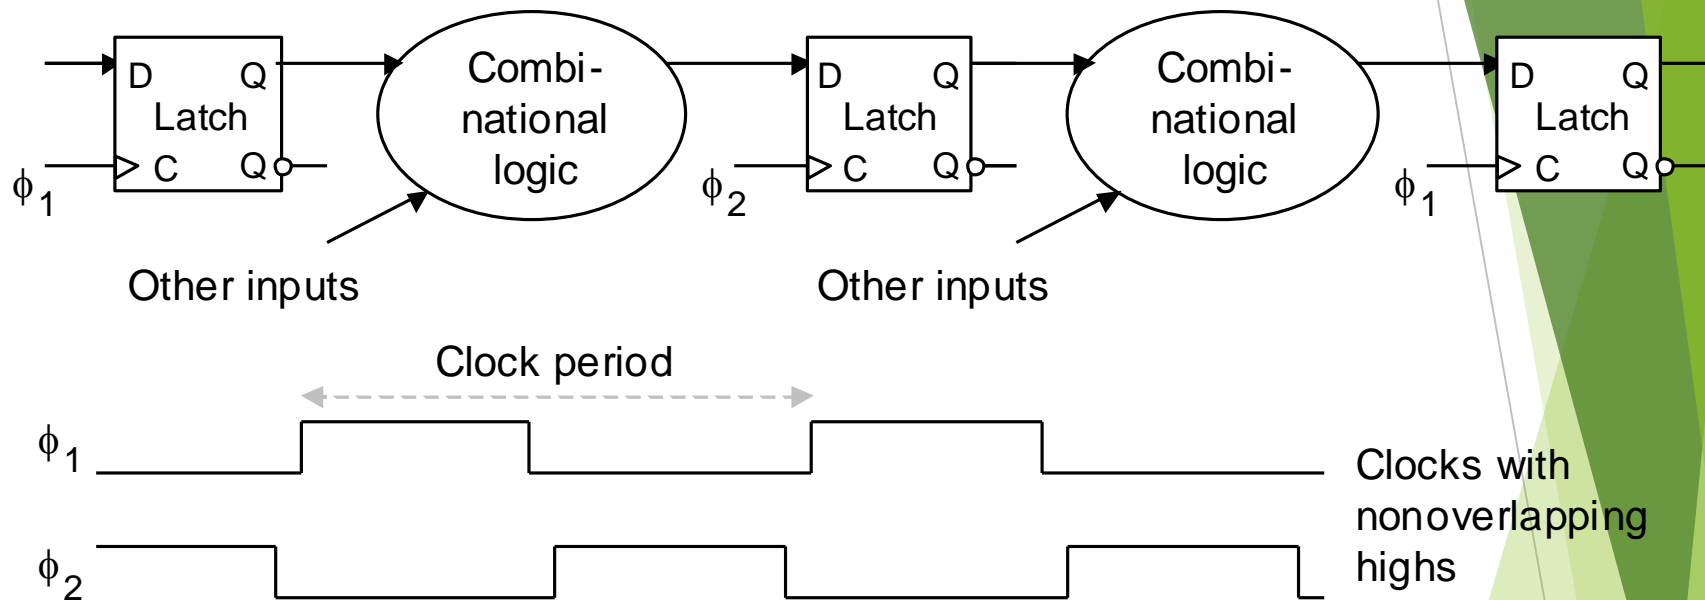 D Q
Latch
C Q
ϕ1
Combi-
national
logic
Other inputs
D Q
Latch
C Q
ϕ2
Combi-
national
logic
Other inputs
D Q
Latch
C Q
ϕ1
Clock period
ϕ1
ϕ2
Clocks with
nonoverlapping
highs